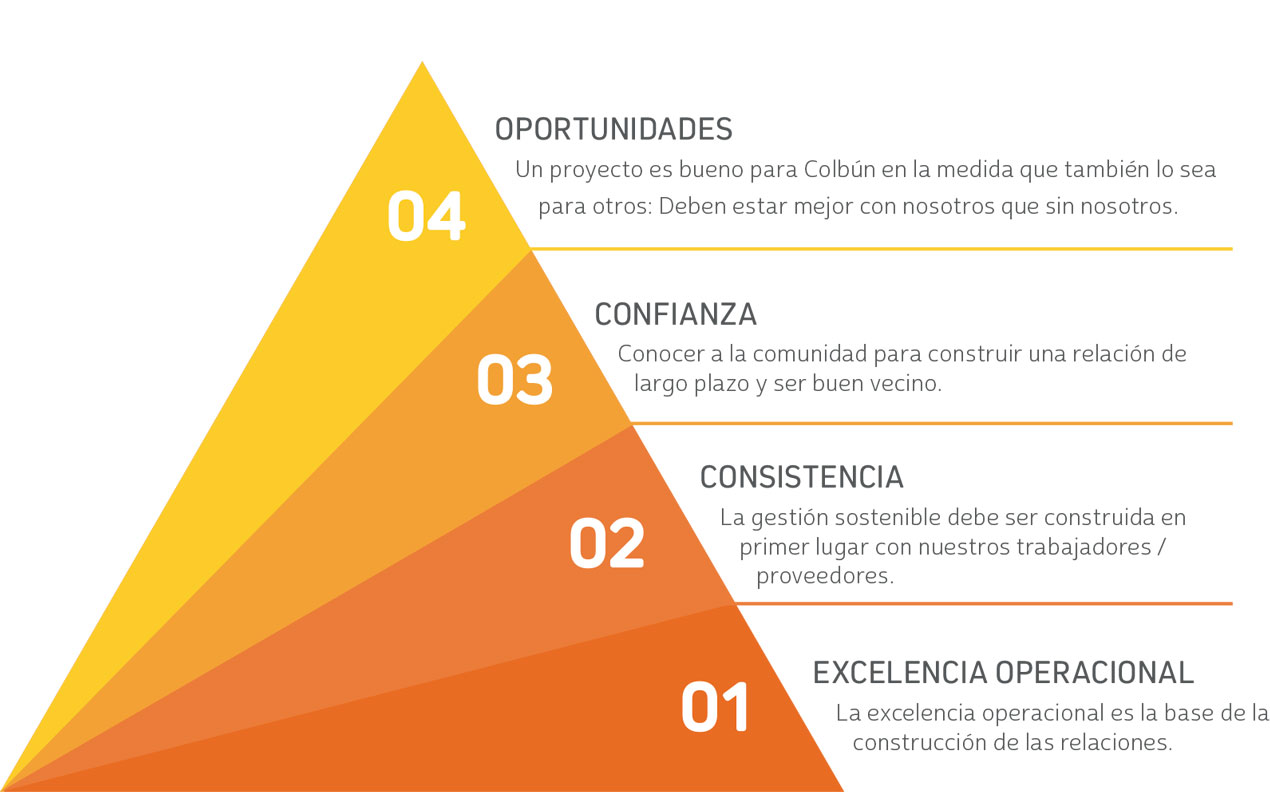 OPORTUNIDADES
Un proyecto es bueno para Colbún en la medida que también lo sea
para otros: Deben estar mejor con nosotros que sin nosotros.
04
CONFIANZA
Conocer a la comunidad para construir una relación de
largo plazo y ser buen vecino.
03
CONSISTENCIA
La gestión sostenible debe ser construida en
primer lugar con nuestros trabajadores /
proveedores.
02
EXCELENCIA OPERACIONAL
La excelencia operacional es la base de la
construcción de las relaciones.
01